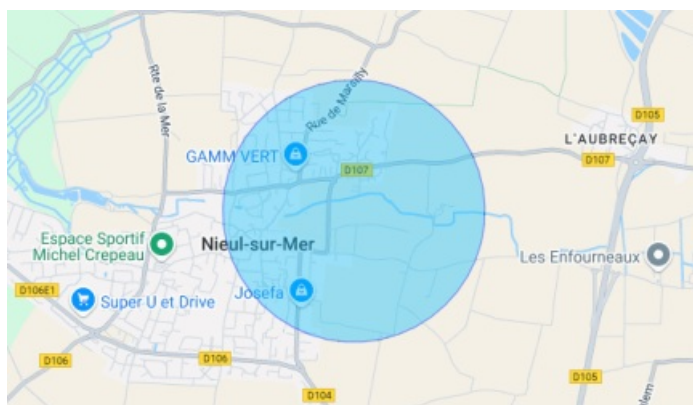 Rte de la Mer
Rue de Marsilly
D105
GAMM VERT
D107
L'AUBREÇAY
D107
Espace Sportif
Michel Crepeau
Nieul-sur-Mer
Les Enfourneaux
D106E1
Super U et Drive
Josefa
D106
D106
D104
D105